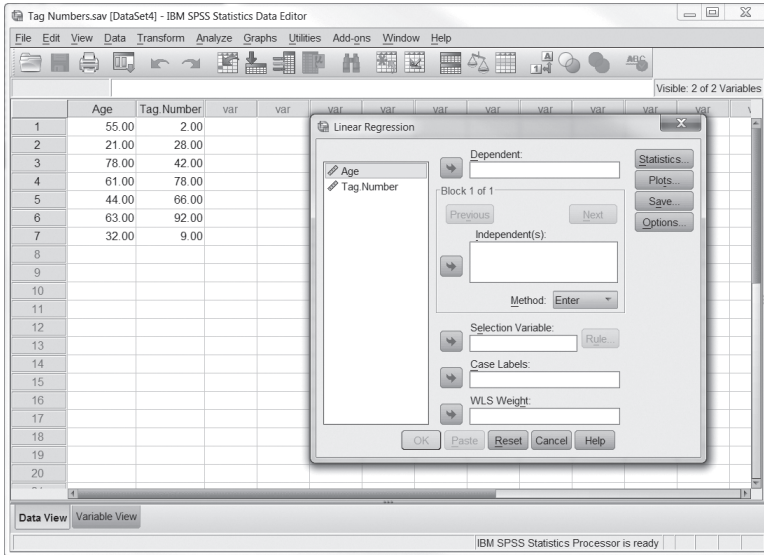 Tag Numbers.sav [DataSet4] - IBM SPSS Statistics Data Editor
File Edit View Data Transform Analyze Graphs Utilities Add-ons Window Help
Visible: 2 of 2 Variables
Age Tag.Number var var var var var var var var var
1 55.00 2.00
2 21.00 28.00
3 78.00 42.00
4 61.00 78.00
5 44.00 66.00
6 63.00 92.00
7 32.00 9.00
8
9
10
11
12
13
14
15
16
17
18
19
20
Linear Regression
Age
Tag.Number
Dependent:
Block 1 of 1
Previous Next
Independent(s):
Method: Enter
Selection Variable:
Rule...
Case Labels:
WLS Weight:
Statistics...
Plots...
Save...
Options...
OK Paste Reset Cancel Help
Data View Variable View
IBM SPSS Statistics Processor is ready